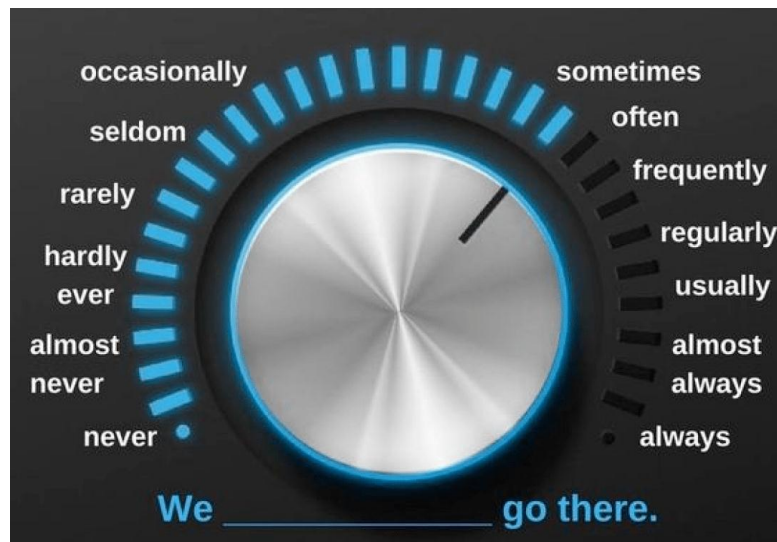 occasionally
seldom
rarely
hardly
ever
almost
never
never
sometimes
often
frequently
regularly
usually
almost
always
always
We ______________ go there.